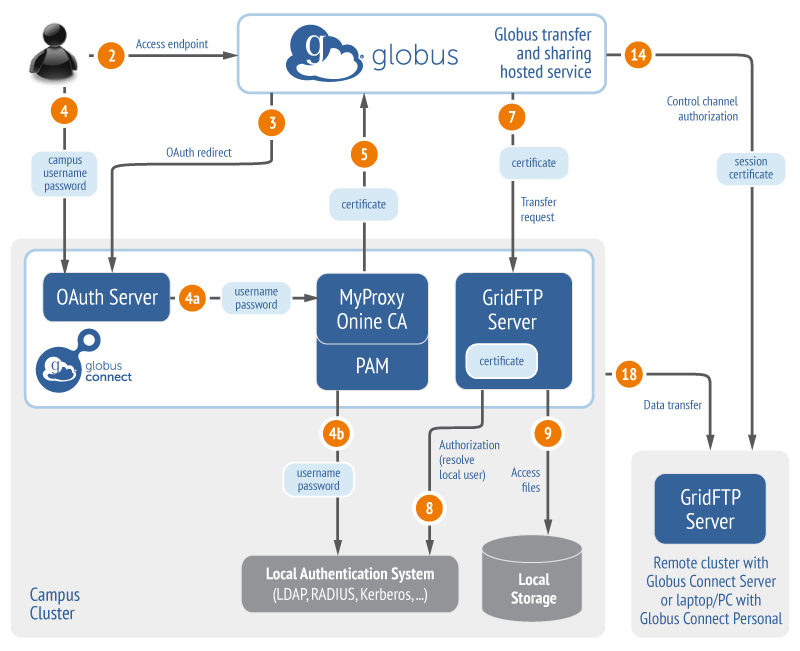 2
Access endpoint
g
globus
Globus transfer
and sharing
hosted service
14
4
3
5
7
Control channel
authorization
campus
username
password
OAuth redirect
certificate
certificate
session
certificate
Transfer
request
OAuth Server
4a
username
password
MyProxy
Onine CA
PAM
GridFTP
Server
certificate
g
globus
connect
18
Data transfer
4b
Authorization
(resolve
local user)
9
Access
files
username
password
8
GridFTP
Server
Local Authentication System
(LDAP, RADIUS, Kerberos, ...)
Local
Storage
Campus
Cluster
Remote cluster with
Globus Connect Server
or laptop/PC with
Globus Connect Personal